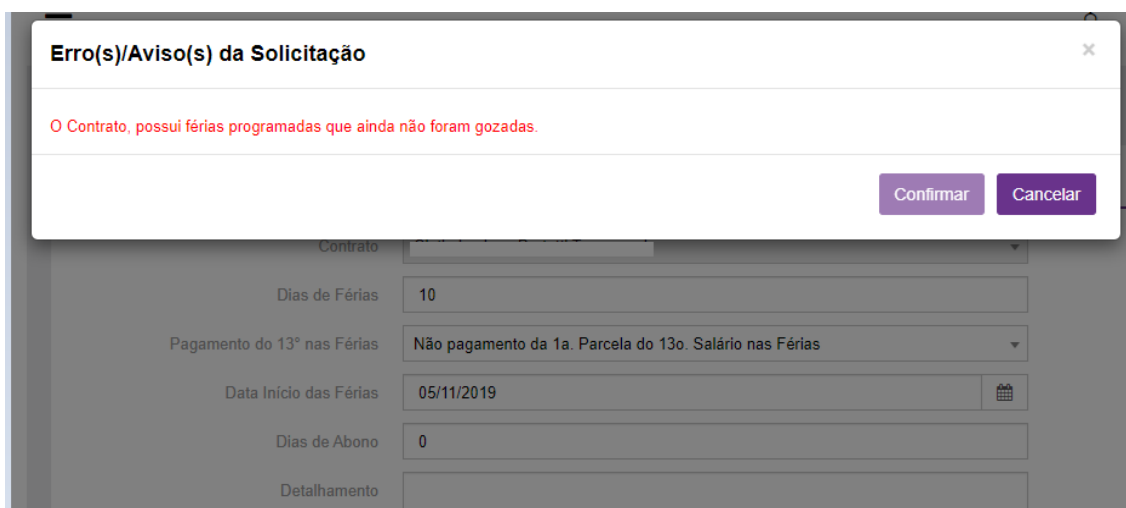 Erro(s)/Aviso(s) da Solicitação
×
O Contrato, possui férias programadas que ainda não foram gozadas.
Confirmar Cancelar
Contrato
Dias de Férias 10
Pagamento do 13º nas Férias Não pagamento da 1a. Parcela do 13o. Salário nas Férias
Data Início das Férias 05/11/2019
Dias de Abono 0
Detalhamento